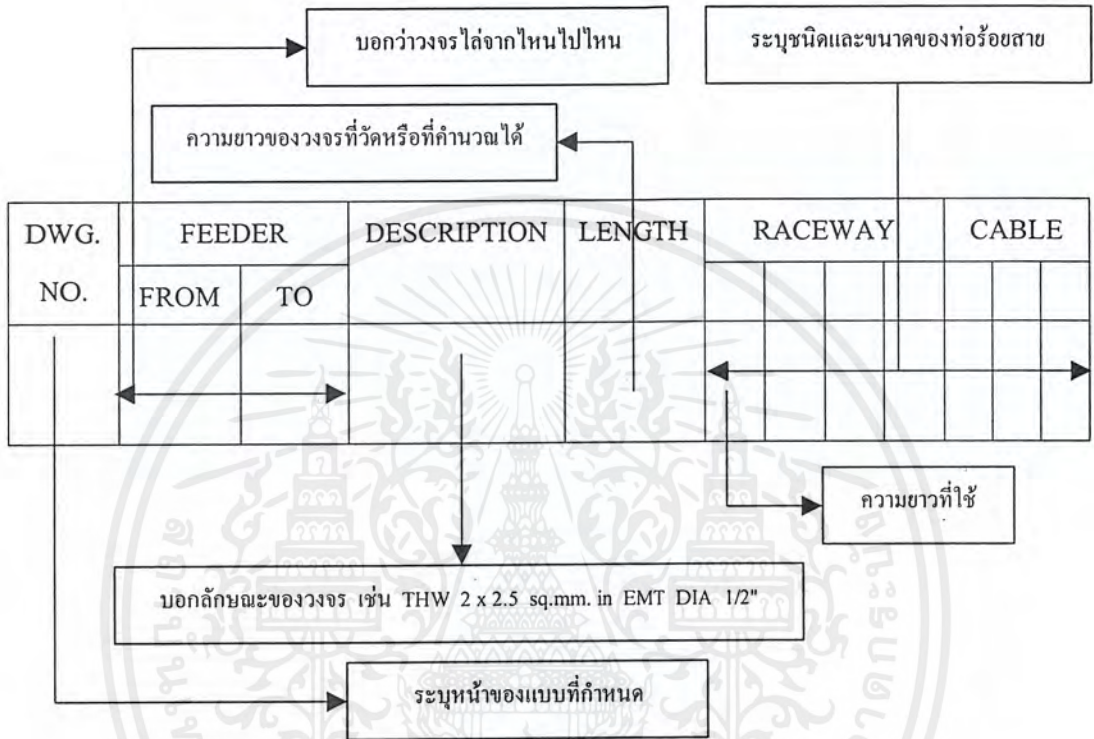 บอกว่าวงจรไล่จากไหนไปไหน
ระบุชนิดและขนาดของท่อร้อยสาย
ความยาวของวงจรที่วัดหรือที่คำนวณได้
DWG. NO.
FEEDER
DESCRIPTION
LENGTH
RACEWAY
CABLE
FROM
TO
ความยาวที่ใช้
บอกลักษณะของวงจร เช่น THW 2 x 2.5 sq.mm. in EMT DIA 1/2"
ระบุหน้าของแบบที่กำหนด